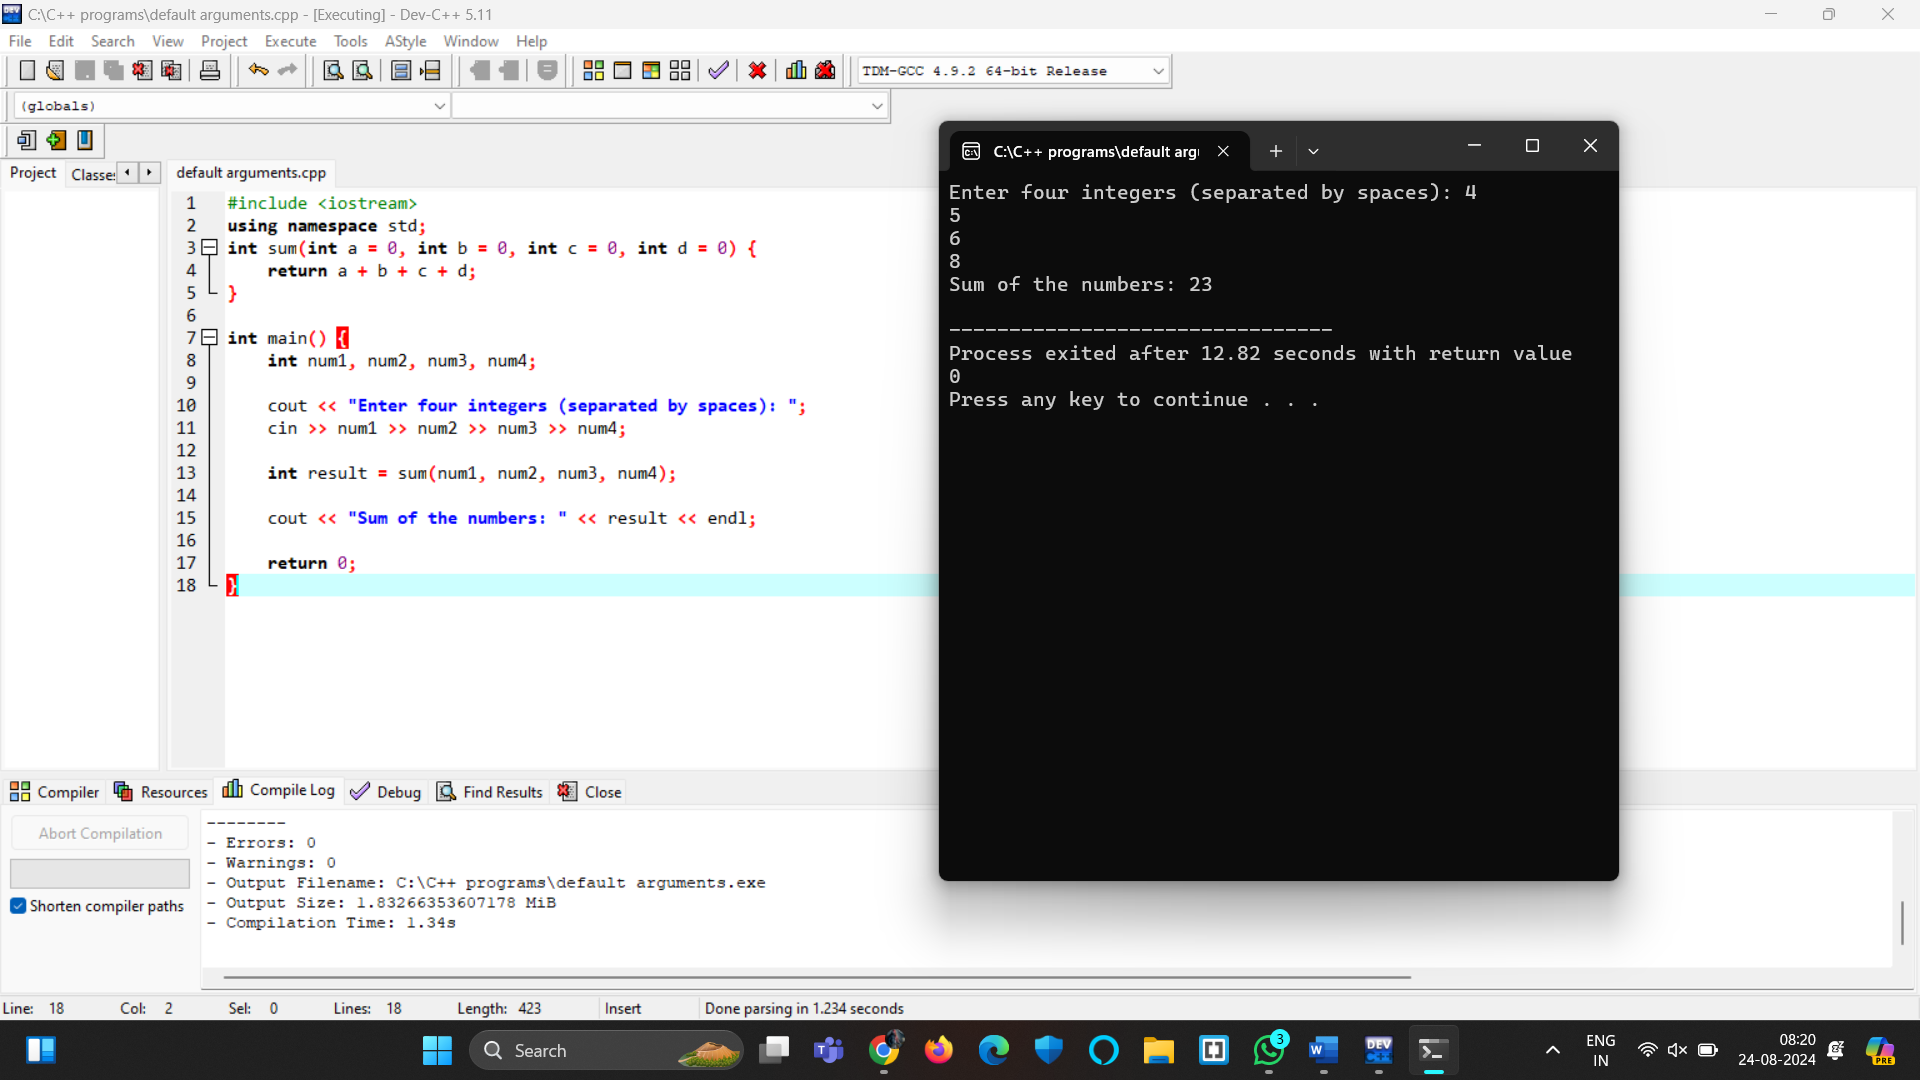 C:\C++ programs\default arguments.cpp - [Executing] - Dev-C++ 5.11
File Edit Search View Project Execute Tools AStyle Window Help
TDM-GCC 4.9.2 64-bit Release
(globals)
Project Classes default arguments.cpp
1 #include <iostream>
2 using namespace std;
3 int sum(int a = 0, int b = 0, int c = 0, int d = 0) {
4 return a + b + c + d;
5 }
6
7 int main() {
8 int num1, num2, num3, num4;
9
10 cout << "Enter four integers (separated by spaces): ";
11 cin >> num1 >> num2 >> num3 >> num4;
12
13 int result = sum(num1, num2, num3, num4);
14
15 cout << "Sum of the numbers: " << result << endl;
16
17 return 0;
18 }
C:\C++ programs\default arg
Enter four integers (separated by spaces): 4
5
6
8
Sum of the numbers: 23
--------------------------------
Process exited after 12.82 seconds with return value
0
Press any key to continue . . .
Compiler Resources Compile Log Debug Find Results Close
Abort Compilation
Shorten compiler paths
--------
- Errors: 0
- Warnings: 0
- Output Filename: C:\C++ programs\default arguments.exe
- Output Size: 1.83266353607178 MiB
- Compilation Time: 1.34s
Line: 18 Col: 2 Sel: 0 Lines: 18 Length: 423 Insert Done parsing in 1.234 seconds
Search
3
DEV
ENG
IN
08:20
24-08-2024
PRE